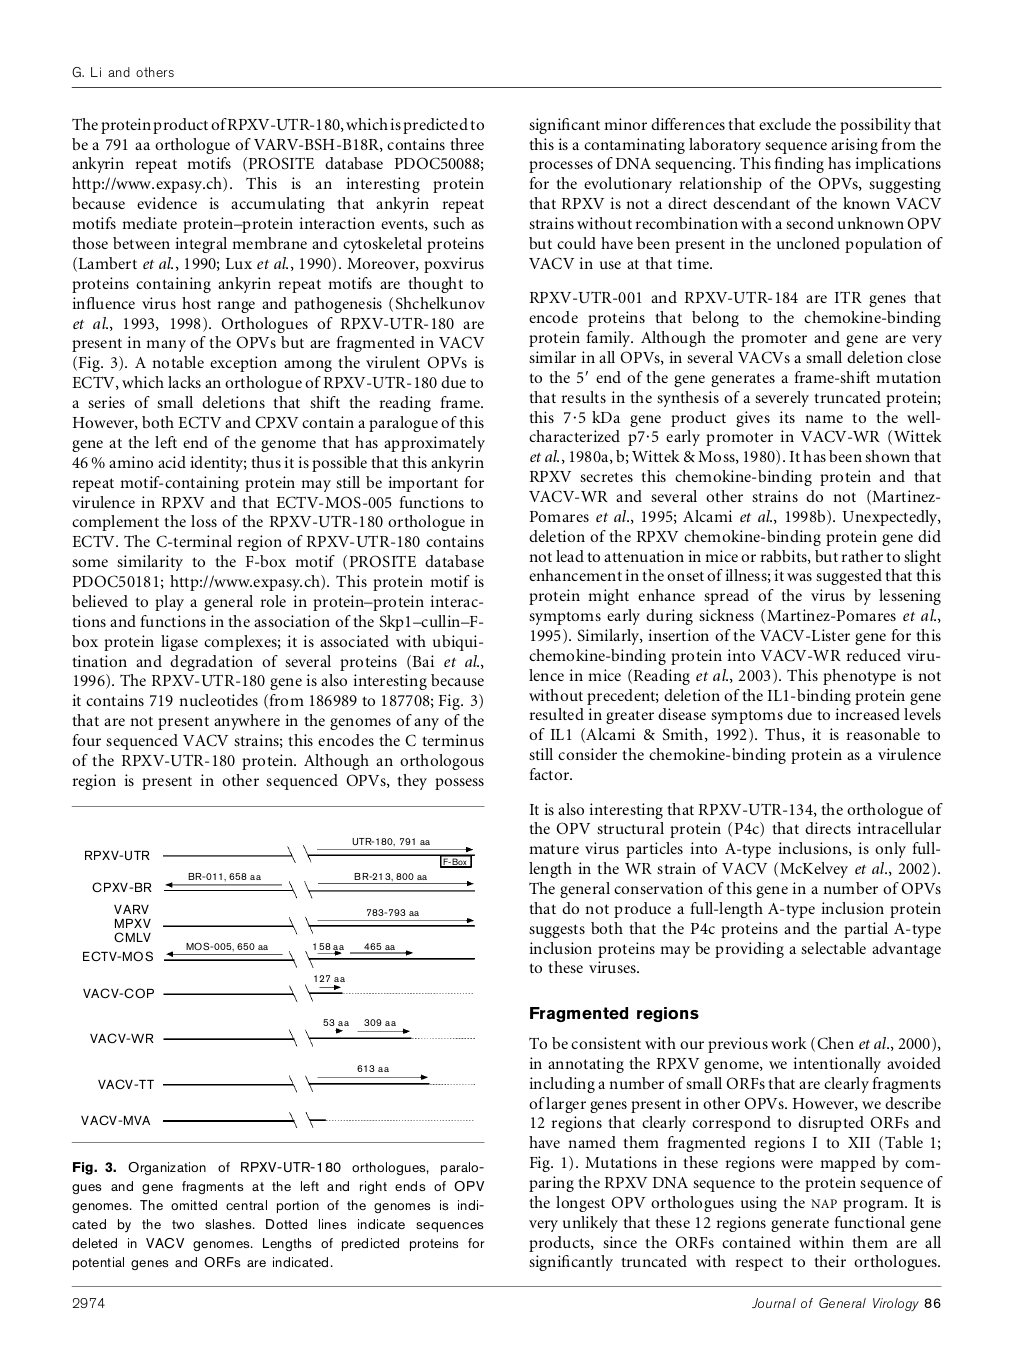 G. Li and others
The protein product of RPXV-UTR-180, which is predicted to
be a 791 aa orthologue of VARV-BSH-B18R, contains three
ankyrin repeat motifs (PROSITE database PDOC50088;
http://www.expasy.ch). This is an interesting protein
because evidence is accumulating that ankyrin repeat
motifs mediate protein–protein interaction events, such as
those between integral membrane and cytoskeletal proteins
(Lambert et al., 1990; Lux et al., 1990). Moreover, poxvirus
proteins containing ankyrin repeat motifs are thought to
influence virus host range and pathogenesis (Shchelkunov
et al., 1993, 1998). Orthologues of RPXV-UTR-180 are
present in many of the OPVs but are fragmented in VACV
(Fig. 3). A notable exception among the virulent OPVs is
ECTV, which lacks an orthologue of RPXV-UTR-180 due to
a series of small deletions that shift the reading frame.
However, both ECTV and CPXV contain a paralogue of this
gene at the left end of the genome that has approximately
46 % amino acid identity; thus it is possible that this ankyrin
repeat motif-containing protein may still be important for
virulence in RPXV and that ECTV-MOS-005 functions to
complement the loss of the RPXV-UTR-180 orthologue in
ECTV. The C-terminal region of RPXV-UTR-180 contains
some similarity to the F-box motif (PROSITE database
PDOC50181; http://www.expasy.ch). This protein motif is
believed to play a general role in protein–protein interac-
tions and functions in the association of the Skp1–cullin–F-
box protein ligase complexes; it is associated with ubiqui-
tination and degradation of several proteins (Bai et al.,
1996). The RPXV-UTR-180 gene is also interesting because
it contains 719 nucleotides (from 186989 to 187708; Fig. 3)
that are not present anywhere in the genomes of any of the
four sequenced VACV strains; this encodes the C terminus
of the RPXV-UTR-180 protein. Although an orthologous
region is present in other sequenced OPVs, they possess
RPXV-UTR
UTR-180, 791 aa
F-Box
CPXV-BR
BR-011, 658 aa
BR-213, 800 aa
VARV
MPXV
CMLV
783-793 aa
ECTV-MOS
MOS-005, 650 aa
158 aa
465 aa
VACV-COP
127 aa
VACV-WR
53 aa
309 aa
VACV-TT
613 aa
VACV-MVA
Fig. 3. Organization of RPXV-UTR-180 orthologues, paralo-
gues and gene fragments at the left and right ends of OPV
genomes. The omitted central portion of the genomes is indi-
cated by the two slashes. Dotted lines indicate sequences
deleted in VACV genomes. Lengths of predicted proteins for
potential genes and ORFs are indicated.
significant minor differences that exclude the possibility that
this is a contaminating laboratory sequence arising from the
processes of DNA sequencing. This finding has implications
for the evolutionary relationship of the OPVs, suggesting
that RPXV is not a direct descendant of the known VACV
strains without recombination with a second unknown OPV
but could have been present in the uncloned population of
VACV in use at that time.
RPXV-UTR-001 and RPXV-UTR-184 are ITR genes that
encode proteins that belong to the chemokine-binding
protein family. Although the promoter and gene are very
similar in all OPVs, in several VACVs a small deletion close
to the 5′ end of the gene generates a frame-shift mutation
that results in the synthesis of a severely truncated protein;
this 7·5 kDa gene product gives its name to the well-
characterized p7·5 early promoter in VACV-WR (Wittek
et al., 1980a, b; Wittek & Moss, 1980). It has been shown that
RPXV secretes this chemokine-binding protein and that
VACV-WR and several other strains do not (Martinez-
Pomares et al., 1995; Alcami et al., 1998b). Unexpectedly,
deletion of the RPXV chemokine-binding protein gene did
not lead to attenuation in mice or rabbits, but rather to slight
enhancement in the onset of illness; it was suggested that this
protein might enhance spread of the virus by lessening
symptoms early during sickness (Martinez-Pomares et al.,
1995). Similarly, insertion of the VACV-Lister gene for this
chemokine-binding protein into VACV-WR reduced viru-
lence in mice (Reading et al., 2003). This phenotype is not
without precedent; deletion of the IL1-binding protein gene
resulted in greater disease symptoms due to increased levels
of IL1 (Alcami & Smith, 1992). Thus, it is reasonable to
still consider the chemokine-binding protein as a virulence
factor.
It is also interesting that RPXV-UTR-134, the orthologue of
the OPV structural protein (P4c) that directs intracellular
mature virus particles into A-type inclusions, is only full-
length in the WR strain of VACV (McKelvey et al., 2002).
The general conservation of this gene in a number of OPVs
that do not produce a full-length A-type inclusion protein
suggests both that the P4c proteins and the partial A-type
inclusion proteins may be providing a selectable advantage
to these viruses.
Fragmented regions
To be consistent with our previous work (Chen et al., 2000),
in annotating the RPXV genome, we intentionally avoided
including a number of small ORFs that are clearly fragments
of larger genes present in other OPVs. However, we describe
12 regions that clearly correspond to disrupted ORFs and
have named them fragmented regions I to XII (Table 1;
Fig. 1). Mutations in these regions were mapped by com-
paring the RPXV DNA sequence to the protein sequence of
the longest OPV orthologues using the NAP program. It is
very unlikely that these 12 regions generate functional gene
products, since the ORFs contained within them are all
significantly truncated with respect to their orthologues.
2974
Journal of General Virology 86